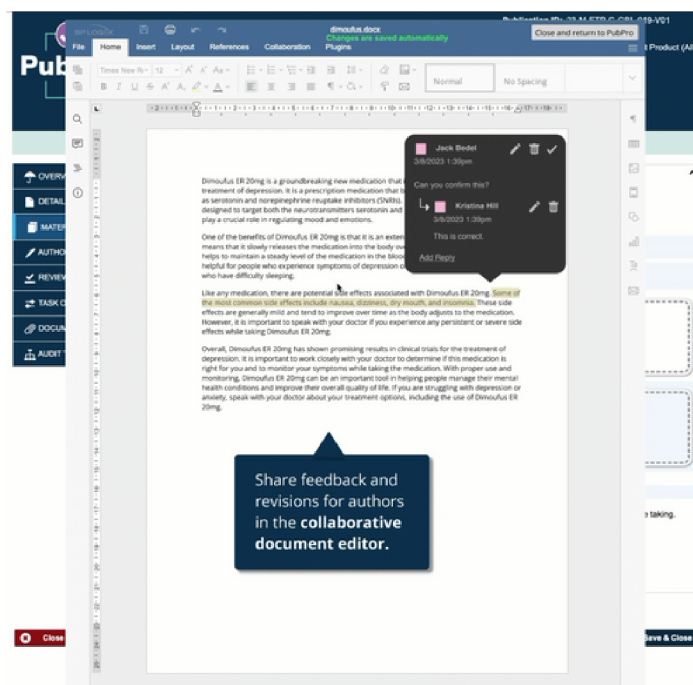 Publication ID: 23-M-ETR-C-CBL-019-V01
BP LOGIX
dimoufus.docx
Changes are saved automatically
Close and return to PubPro
File Home Insert Layout References Collaboration Plugins
t Product (Al
Pub
Times New R 12
Normal
No Spacing
OVERV
DETAIL
MATER
AUTHO
REVIEW
TASK O
DOCUM
AUDIT T
Jack Bedel
3/8/2023 1:39pm
Can you confirm this?
Kristina Hill
3/8/2023 1:39pm
This is correct.
Add Reply
Dimoufus ER 20mg is a groundbreaking new medication that
treatment of depression. It is a prescription medication that b
as serotonin and norepinephrine reuptake inhibitors (SNRIs).
designed to target both the neurotransmitters serotonin and
play a crucial role in regulating mood and emotions.
One of the benefits of Dimoufus ER 20mg is that it is an exten
means that it slowly releases the medication into the body ove
helps to maintain a steady level of the medication in the blood
helpful for people who experience symptoms of depression o
who have difficulty sleeping.
Like any medication, there are potential side effects associated with Dimoufus ER 20mg. Some of
the most common side effects include nausea, dizziness, dry mouth, and insomnia. These side
effects are generally mild and tend to improve over time as the body adjusts to the medication.
However, it is important to speak with your doctor if you experience any persistent or severe side
effects while taking Dimoufus ER 20mg.
Overall, Dimoufus ER 20mg has shown promising results in clinical trials for the treatment of
depression. It is important to work closely with your doctor to determine if this medication is
right for you and to monitor your symptoms while taking the medication. With proper use and
monitoring, Dimoufus ER 20mg can be an important tool in helping people manage their mental
health conditions and improve their overall quality of life. If you are struggling with depression or
anxiety, speak with your doctor about your treatment options, including the use of Dimoufus ER
20mg.
Share feedback and
revisions for authors
in the collaborative
document editor.
e taking.
Close
Save & Close